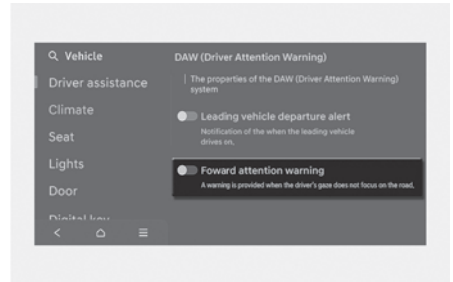 Vehicle
Driver assistance
Climate
Seat
Lights
Door
Digital key
DAW (Driver Attention Warning)
The properties of the DAW (Driver Attention Warning)
system
Leading vehicle departure alert
Notification of the when the leading vehicle
drives on.
Foward attention warning
A warning is provided when the driver's gaze does not focus on the road.